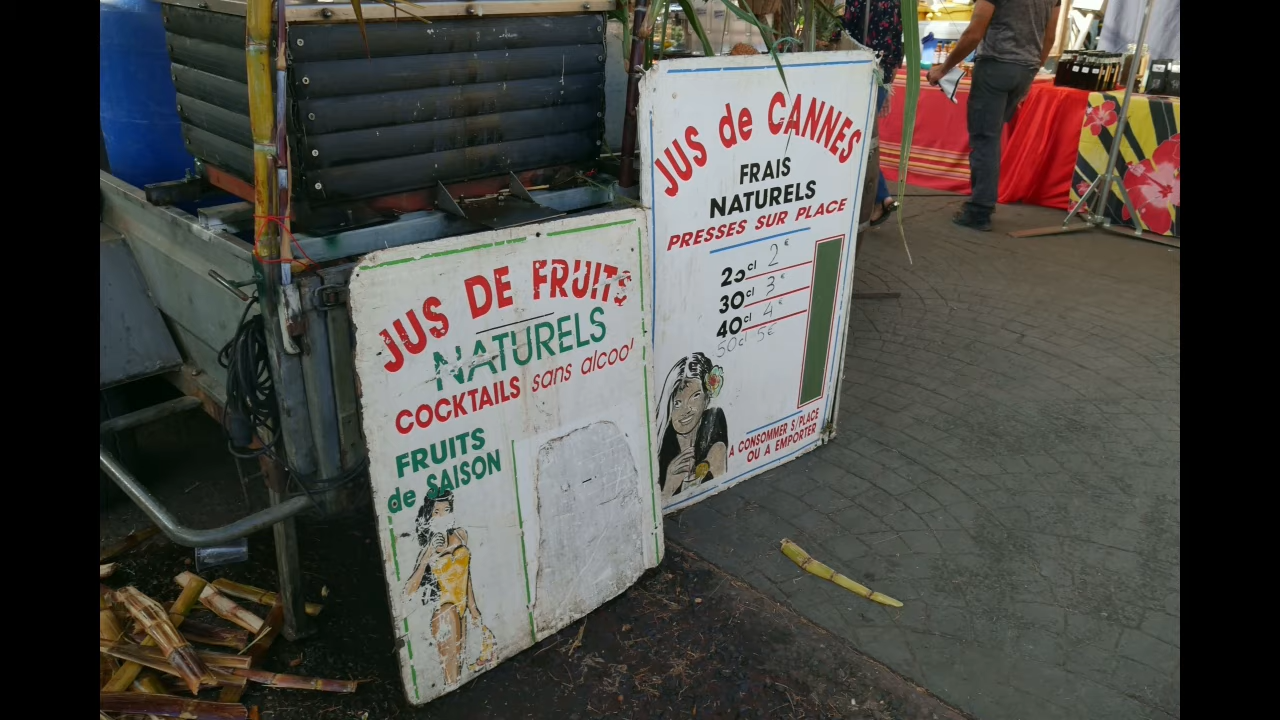 JUS DE FRUITS
NATURELS
COCKTAILS sans alcool
FRUITS
de SAISON
JUS de CANNES
FRAIS
NATURELS
PRESSES SUR PLACE
20cl 2€
30cl 3€
40cl 4€
50cl 5€
A CONSOMMER S/PLACE
OU A EMPORTER